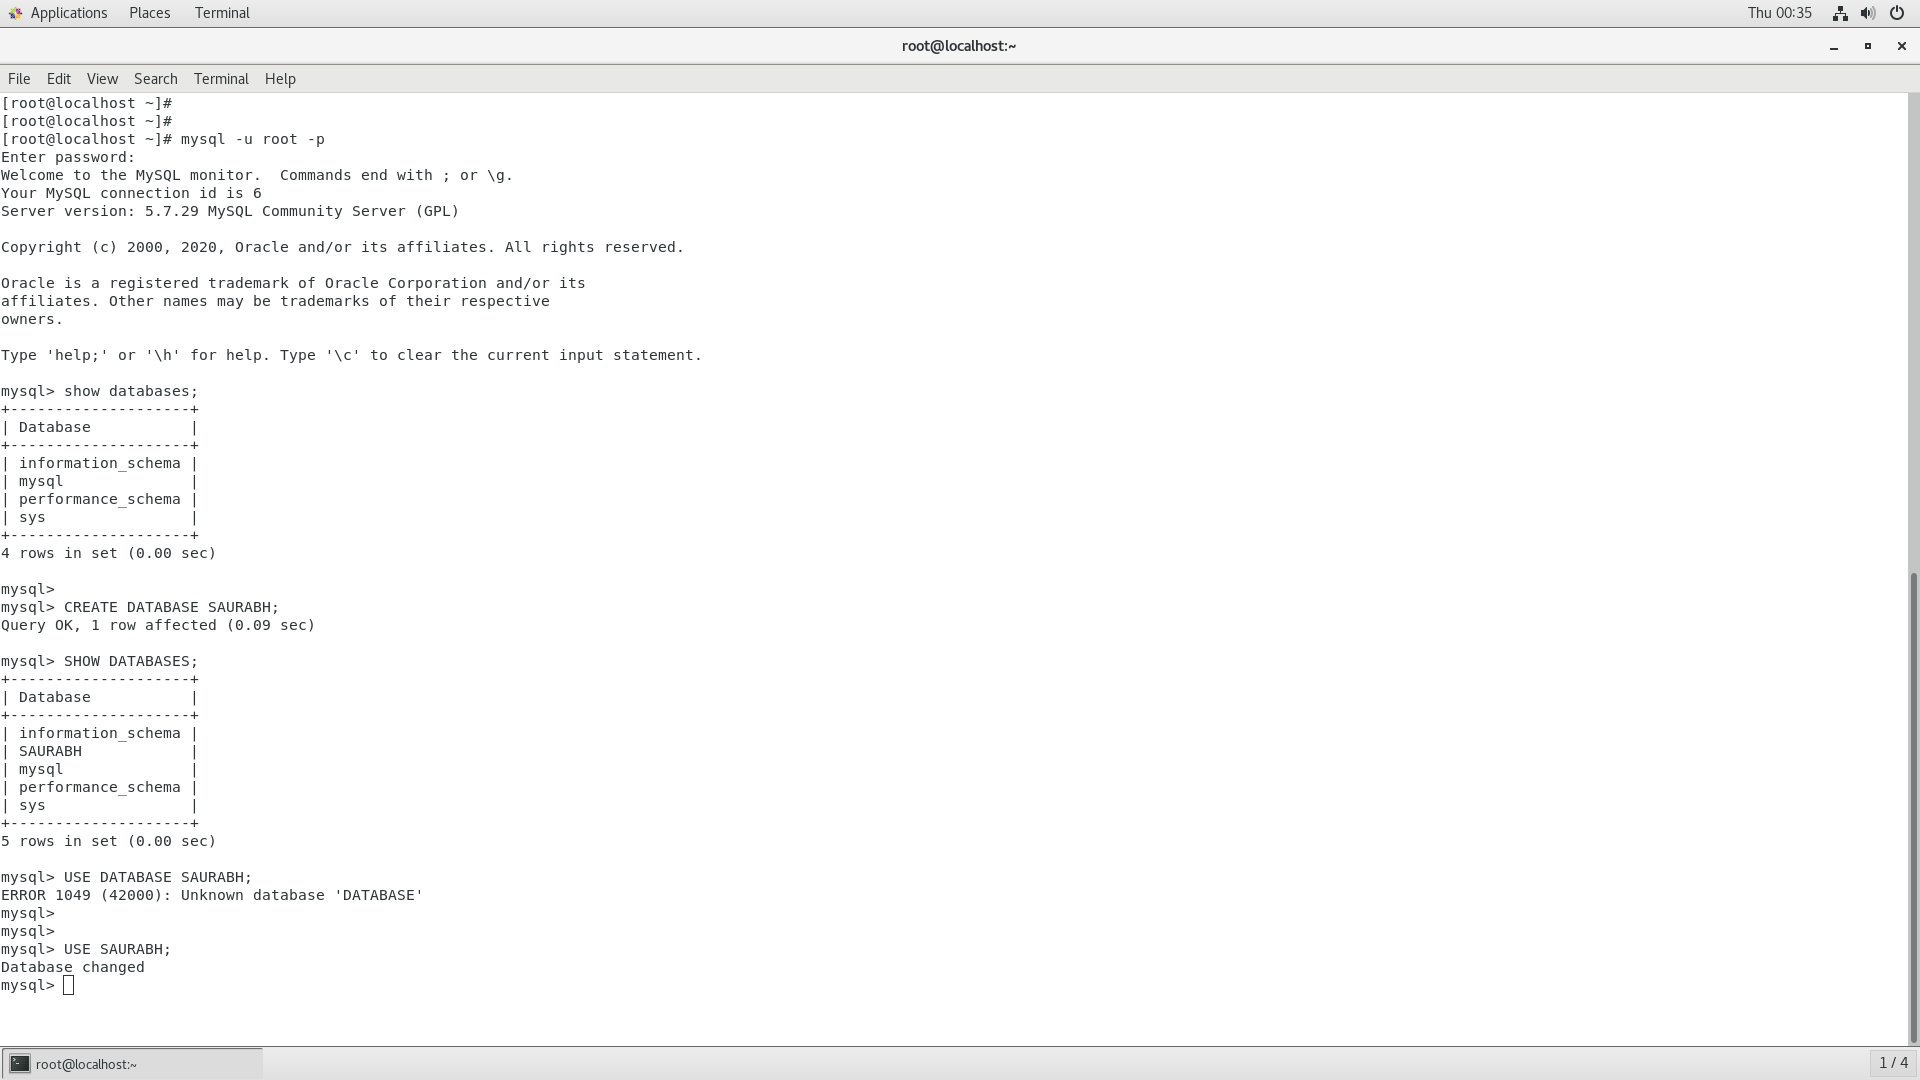 Applications Places Terminal Thu 00:35
root@localhost:~
File Edit View Search Terminal Help
[root@localhost ~]#
[root@localhost ~]#
[root@localhost ~]# mysql -u root -p
Enter password:
Welcome to the MySQL monitor.  Commands end with ; or \g.
Your MySQL connection id is 6
Server version: 5.7.29 MySQL Community Server (GPL)

Copyright (c) 2000, 2020, Oracle and/or its affiliates. All rights reserved.

Oracle is a registered trademark of Oracle Corporation and/or its
affiliates. Other names may be trademarks of their respective
owners.

Type 'help;' or '\h' for help. Type '\c' to clear the current input statement.

mysql> show databases;
+--------------------+
| Database           |
+--------------------+
| information_schema |
| mysql              |
| performance_schema |
| sys                |
+--------------------+
4 rows in set (0.00 sec)

mysql>
mysql> CREATE DATABASE SAURABH;
Query OK, 1 row affected (0.09 sec)

mysql> SHOW DATABASES;
+--------------------+
| Database           |
+--------------------+
| information_schema |
| SAURABH            |
| mysql              |
| performance_schema |
| sys                |
+--------------------+
5 rows in set (0.00 sec)

mysql> USE DATABASE SAURABH;
ERROR 1049 (42000): Unknown database 'DATABASE'
mysql>
mysql>
mysql> USE SAURABH;
Database changed
mysql>
root@localhost:~ 1 / 4